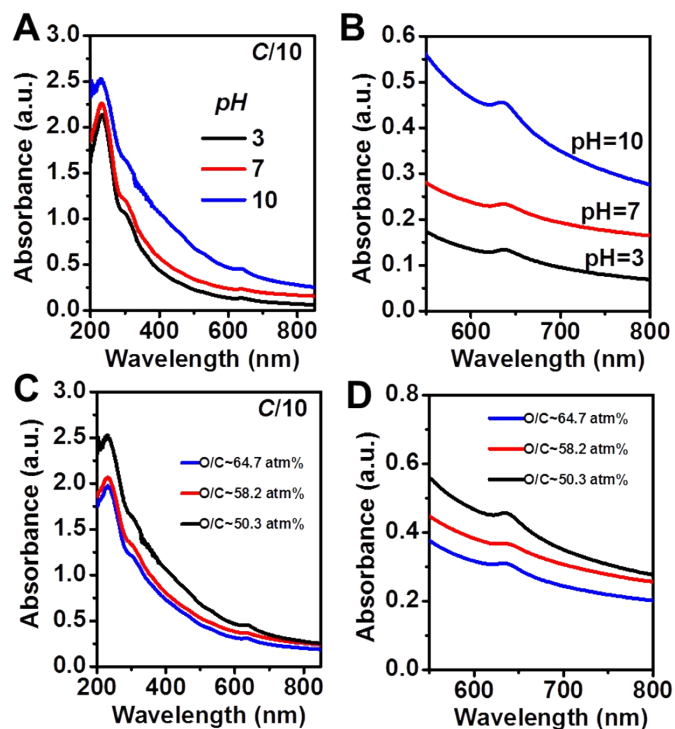 A
C/10
pH
3
7
10
3.0
2.5
2.0
1.5
1.0
0.5
0.0
Absorbance (a.u.)
200 400 600 800
Wavelength (nm)
B
0.6
0.5
0.4
0.3
0.2
0.1
0.0
Absorbance (a.u.)
pH=10
pH=7
pH=3
600 700 800
Wavelength (nm)
C
C/10
O/C~64.7 atm%
O/C~58.2 atm%
O/C~50.3 atm%
3.0
2.5
2.0
1.5
1.0
0.5
0.0
Absorbance (a.u.)
200 400 600 800
Wavelength (nm)
D
O/C~64.7 atm%
O/C~58.2 atm%
O/C~50.3 atm%
0.8
0.6
0.4
0.2
0.0
Absorbance (a.u.)
600 700 800
Wavelength (nm)